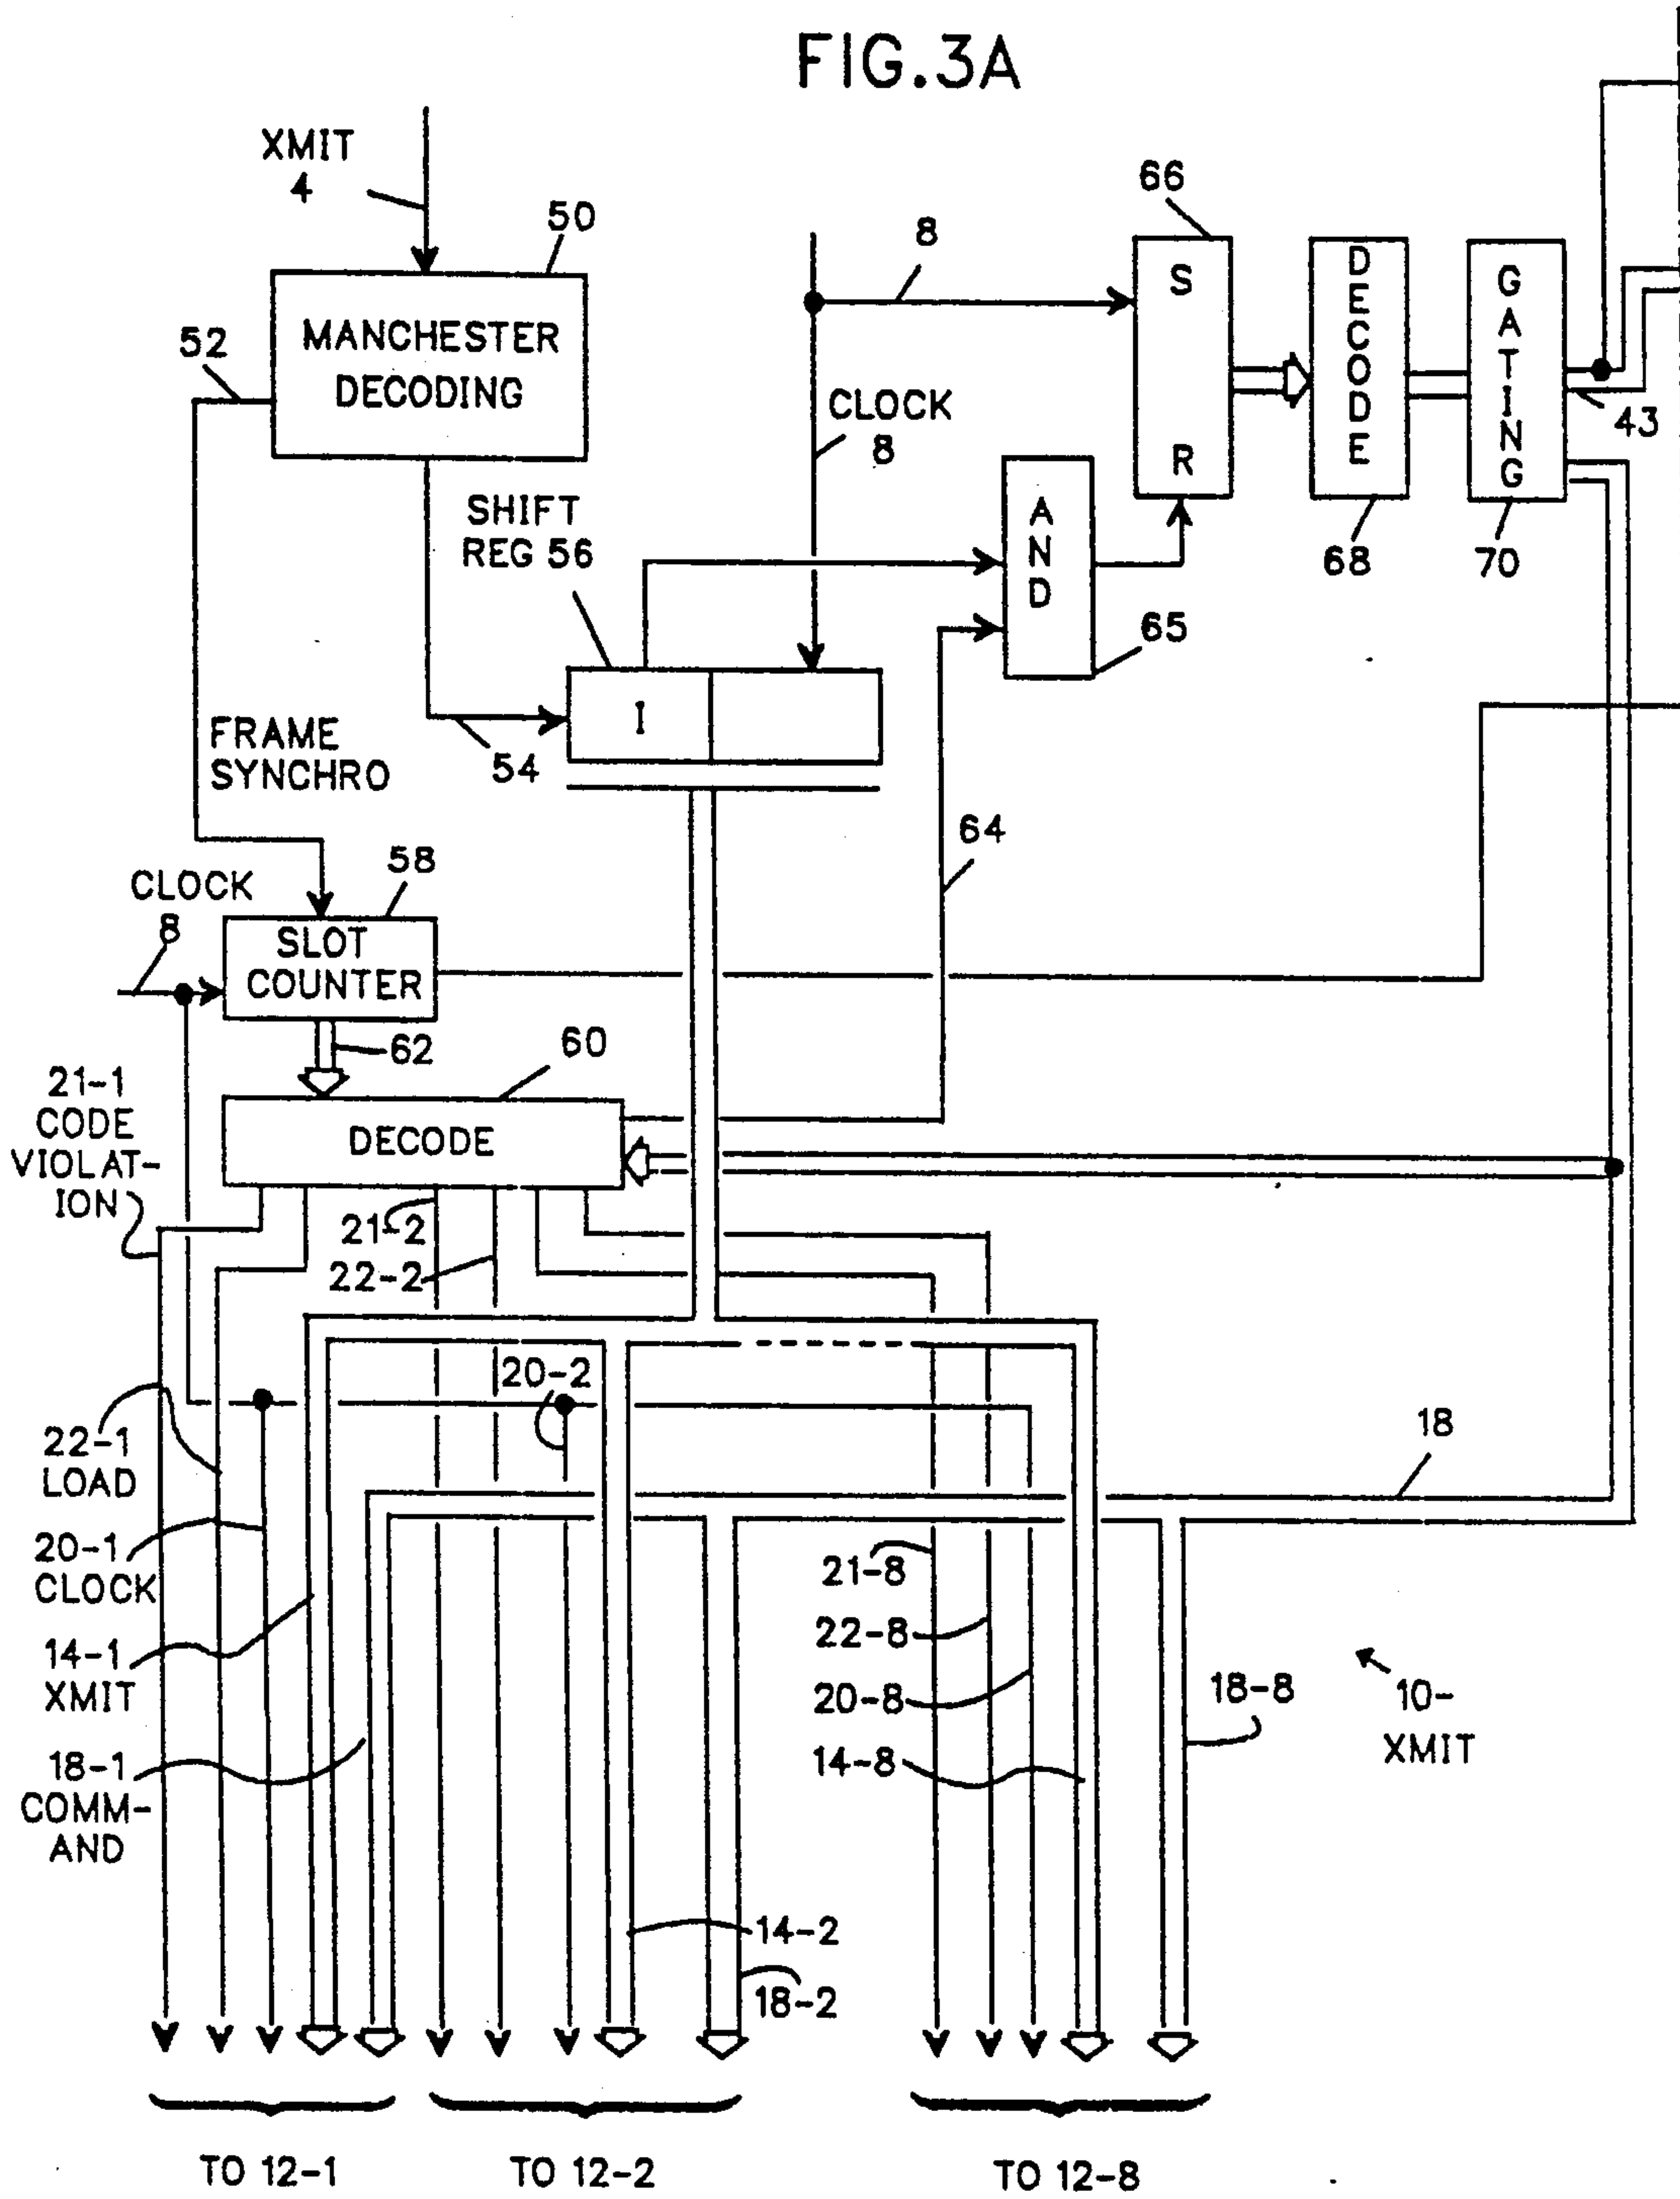 FIG.3A
XMIT
4
50
MANCHESTER
DECODING
52
8
66
S
R
DECODE
68
GATING
70
43
CLOCK
8
SHIFT
REG 56
AND
65
I
54
FRAME
SYNCHRO
64
CLOCK
8
58
SLOT
COUNTER
62
60
DECODE
21-1
CODE
VIOLAT-
ION
21-2
22-2
20-2
22-1
LOAD
18
20-1
CLOCK
21-8
22-8
14-1
XMIT
20-8
18-8
10-
XMIT
18-1
COMM-
AND
14-8
14-2
18-2
TO 12-1
TO 12-2
TO 12-8